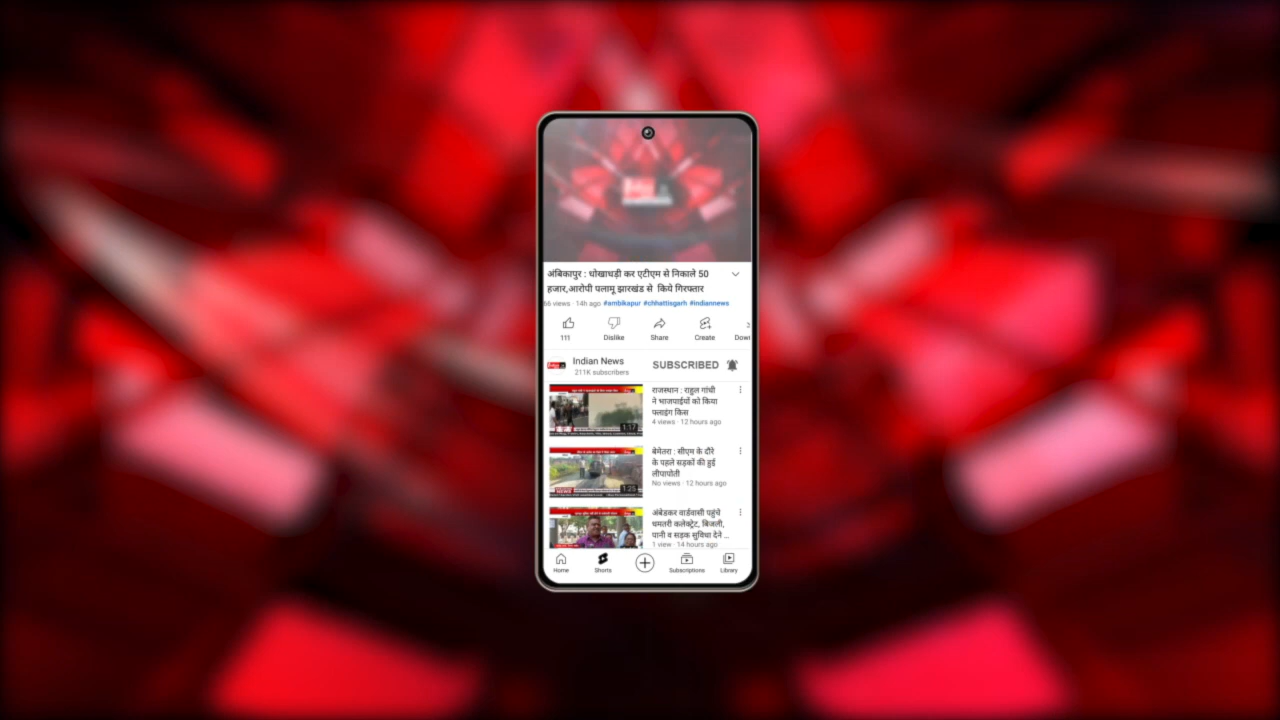 अंबिकापुर : धोखाधड़ी कर एटीएम से निकाले 50
हजार,आरोपी पलामू झारखंड से किये गिरफ्तार
66 views · 14h ago #ambikapur #chhattisgarh #indiannews
111
Dislike
Share
Create
Dow
Indian News
211K subscribers
SUBSCRIBED
राजस्थान : राहुल गांधी
ने भाजपाईयों को किया
फ्लाइंग किस
4 views · 12 hours ago
1:17
बेमेतरा : सीएम के दौरे
के पहले सड़कों की हुई
लीपापोती
No views · 12 hours ago
1:25
अंबेडकर वार्डवासी पहुंचे
धमतरी कलेक्ट्रेट, बिजली,
पानी व सड़क सुविधा देने ...
1 view · 14 hours ago
Home
Shorts
Subscriptions
Library